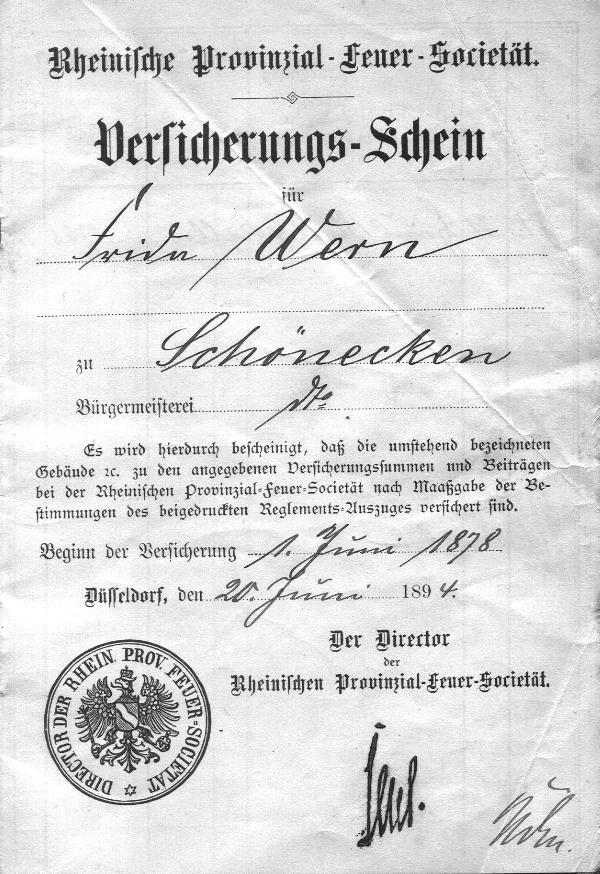 Rheinische Provinzial-Feuer-Societät.
Versicherungs-Schein
für
Frida Wern
zu Schönecken
Bürgermeisterei dto
Es wird hierdurch bescheinigt, daß die umstehend bezeichneten
Gebäude ꝛc. zu den angegebenen Versicherungssummen und Beiträgen
bei der Rheinischen Provinzial-Feuer-Societät nach Maaßgabe der Be-
stimmungen des beigedruckten Reglements-Auszuges versichert sind.
Beginn der Versicherung 1. Juni 1878
Düsseldorf, den 20. Juni 1894.
Der Director
der
Rheinischen Provinzial-Feuer-Societät.
DIRECTOR DER RHEIN. PROV. FEUER-SOCIETÄT